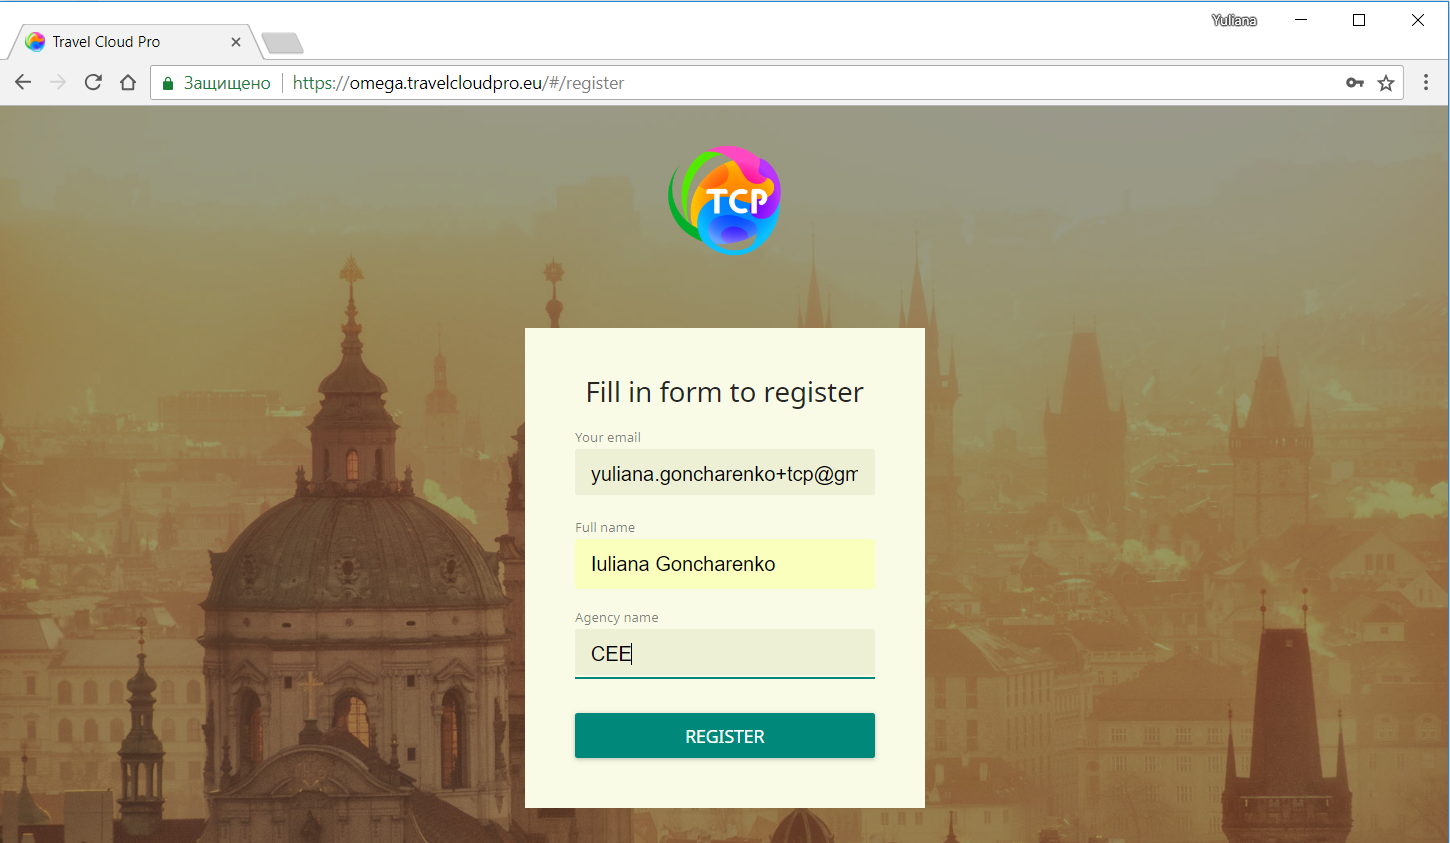 Yuliana
Travel Cloud Pro
Защищено
https://omega.travelcloudpro.eu/#/register
TCP
Fill in form to register
Your email
yuliana.goncharenko+tcp@gm
Full name
Iuliana Goncharenko
Agency name
CEE
REGISTER